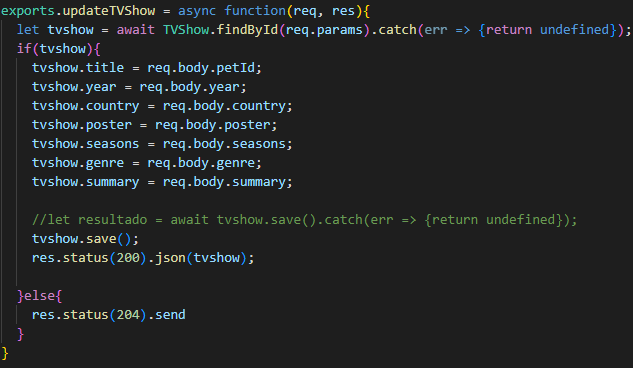 exports.updateTVShow = async function(req, res){
let tvshow = await TVShow.findById(req.params).catch(err => {return undefined});
if(tvshow){
tvshow.title = req.body.petId;
tvshow.year = req.body.year;
tvshow.country = req.body.country;
tvshow.poster = req.body.poster;
tvshow.seasons = req.body.seasons;
tvshow.genre = req.body.genre;
tvshow.summary = req.body.summary;
//let resultado = await tvshow.save().catch(err => {return undefined});
tvshow.save();
res.status(200).json(tvshow);
}else{
res.status(204).send
}
}